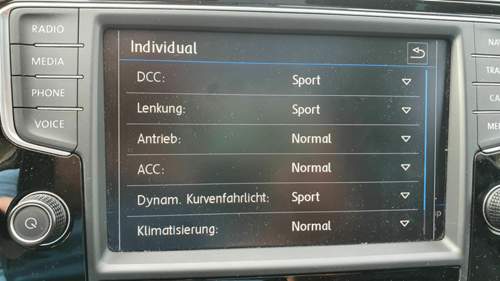 RADIO
MEDIA
PHONE
VOICE
Individual
DCC: Sport
Lenkung: Sport
Antrieb: Normal
ACC: Normal
Dynam. Kurvenfahrlicht: Sport
Klimatisierung: Normal